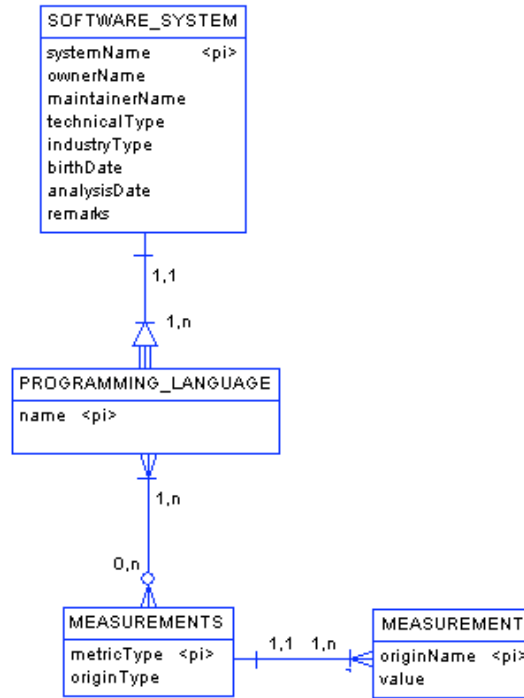 SOFTWARE_SYSTEM
systemName <pi>
ownerName
maintainerName
technicalType
industryType
birthDate
analysisDate
remarks
1,1
1,n
PROGRAMMING_LANGUAGE
name <pi>
1,n
0,n
MEASUREMENTS
metricType <pi>
originType
1,1 1,n
MEASUREMENT
originName <pi>
value